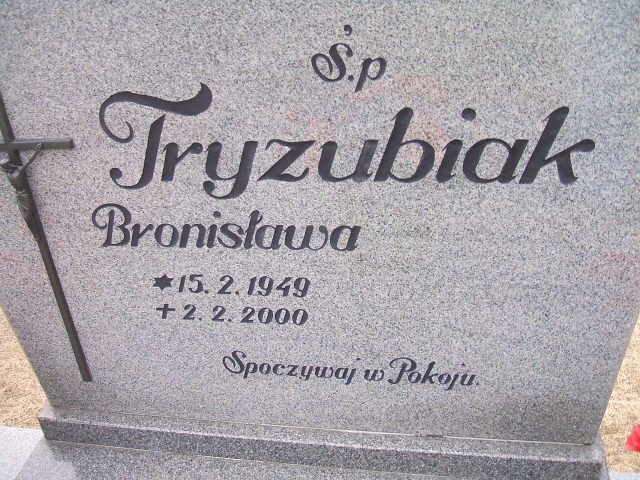 Ś.p
Tryzubiak
Bronisława
✶15. 2. 1949
✝2. 2. 2000
Spoczywaj w Pokoju.